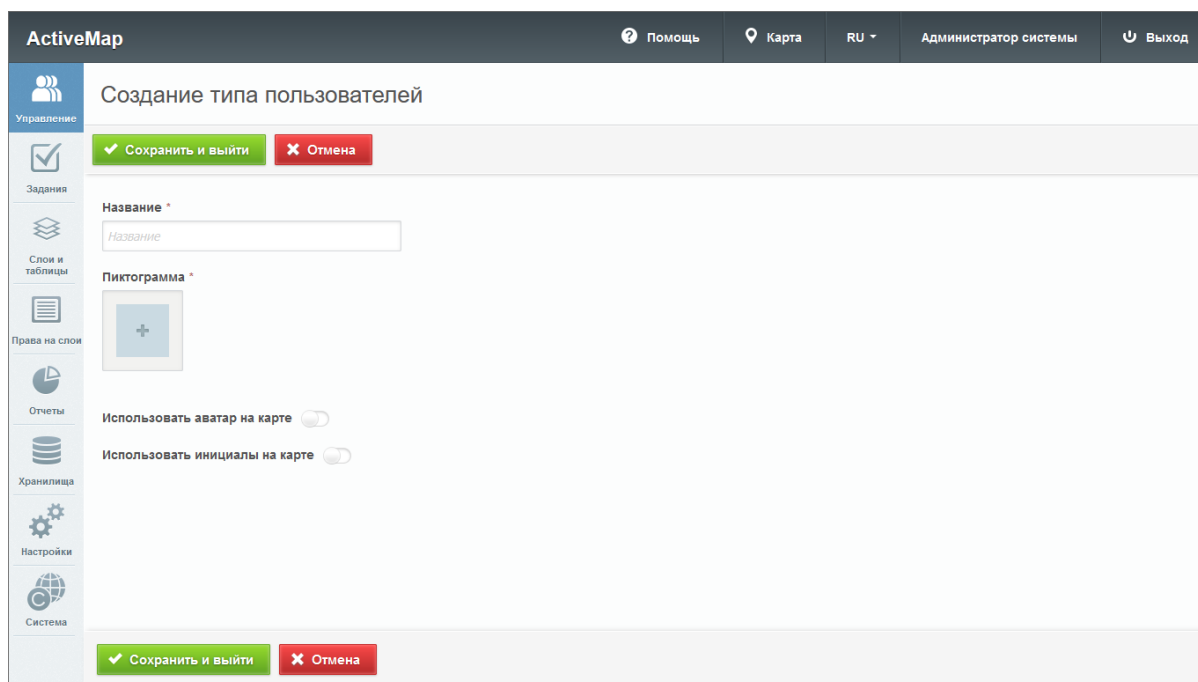 ActiveMap
Помощь
Карта
RU
Администратор системы
Выход
Управление
Задания
Слои и
таблицы
Права на слои
Отчеты
Хранилища
Настройки
Система
Создание типа пользователей
Сохранить и выйти
Отмена
Название *
Название
Пиктограмма *
Использовать аватар на карте
Использовать инициалы на карте
Сохранить и выйти
Отмена